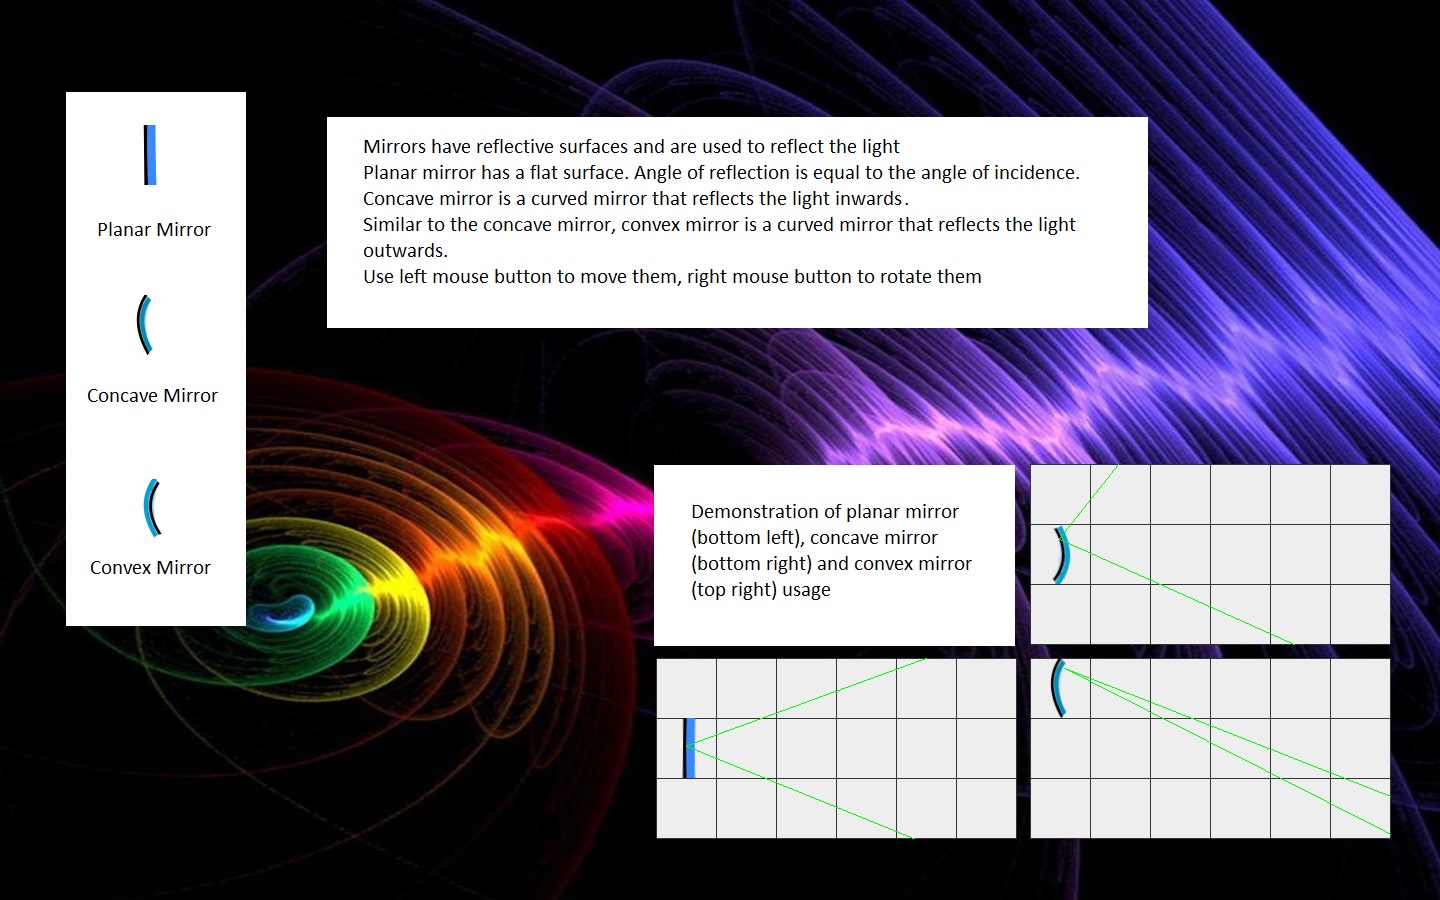 Planar Mirror
Concave Mirror
Convex Mirror
Mirrors have reflective surfaces and are used to reflect the light
Planar mirror has a flat surface. Angle of reflection is equal to the angle of incidence.
Concave mirror is a curved mirror that reflects the light inwards.
Similar to the concave mirror, convex mirror is a curved mirror that reflects the light
outwards.
Use left mouse button to move them, right mouse button to rotate them
Demonstration of planar mirror
(bottom left), concave mirror
(bottom right) and convex mirror
(top right) usage